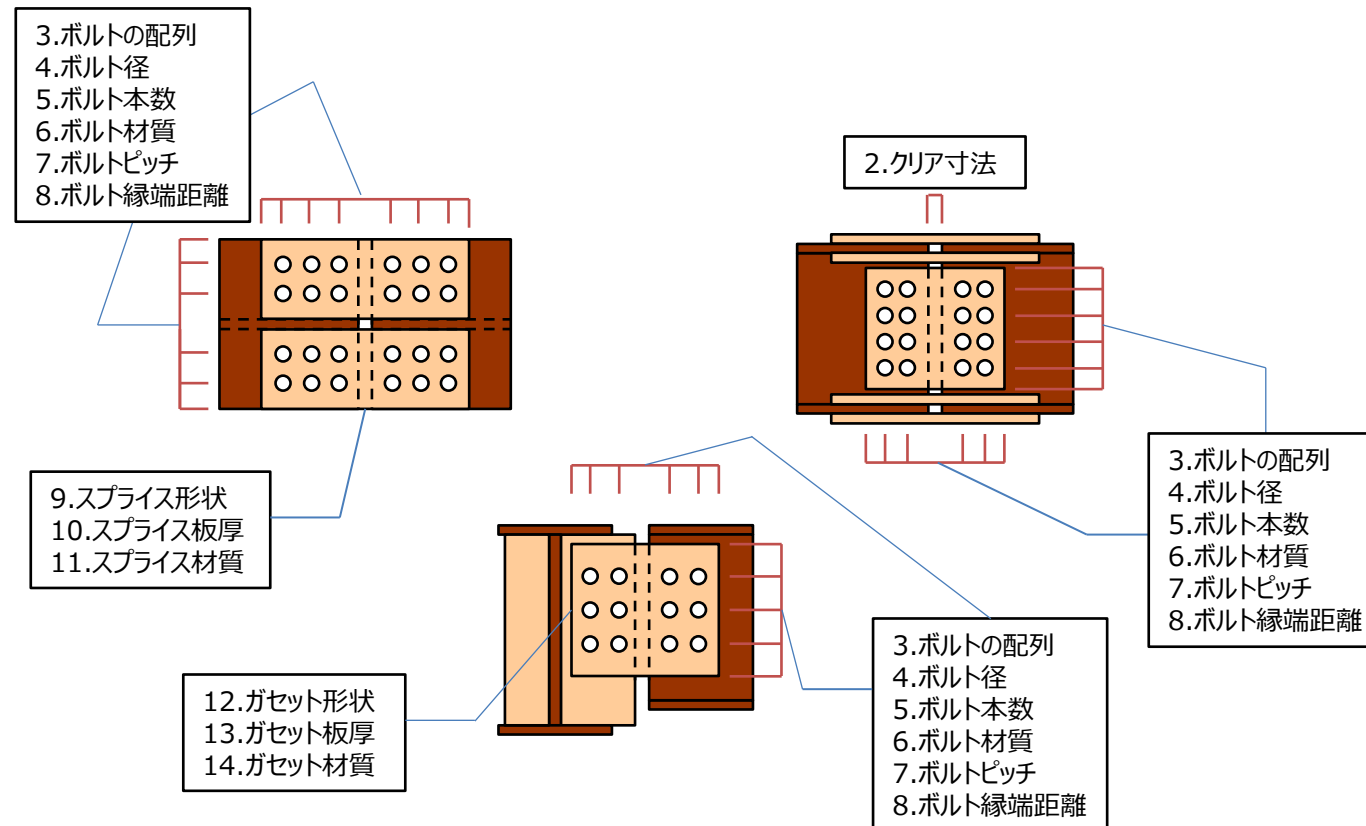 3.ボルトの配列
4.ボルト径
5.ボルト本数
6.ボルト材質
7.ボルトピッチ
8.ボルト縁端距離
2.クリア寸法
9.スプライス形状
10.スプライス板厚
11.スプライス材質
3.ボルトの配列
4.ボルト径
5.ボルト本数
6.ボルト材質
7.ボルトピッチ
8.ボルト縁端距離
12.ガセット形状
13.ガセット板厚
14.ガセット材質
3.ボルトの配列
4.ボルト径
5.ボルト本数
6.ボルト材質
7.ボルトピッチ
8.ボルト縁端距離